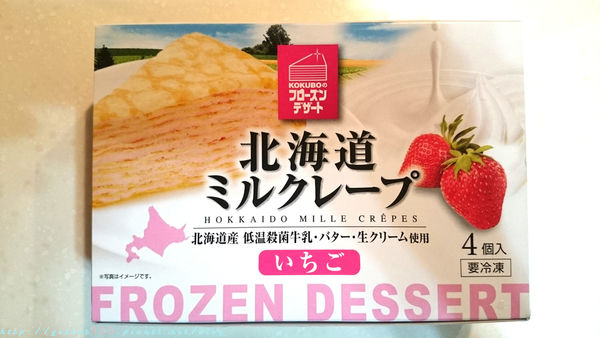 KOKUBOの
フローズン
デザート
北海道
ミルクレープ
HOKKAIDO MILLE CRÊPES
北海道産 低温殺菌牛乳・バター・生クリーム使用
いちご
4個入
要冷凍
※写真はイメージです。
FROZEN DESSERT